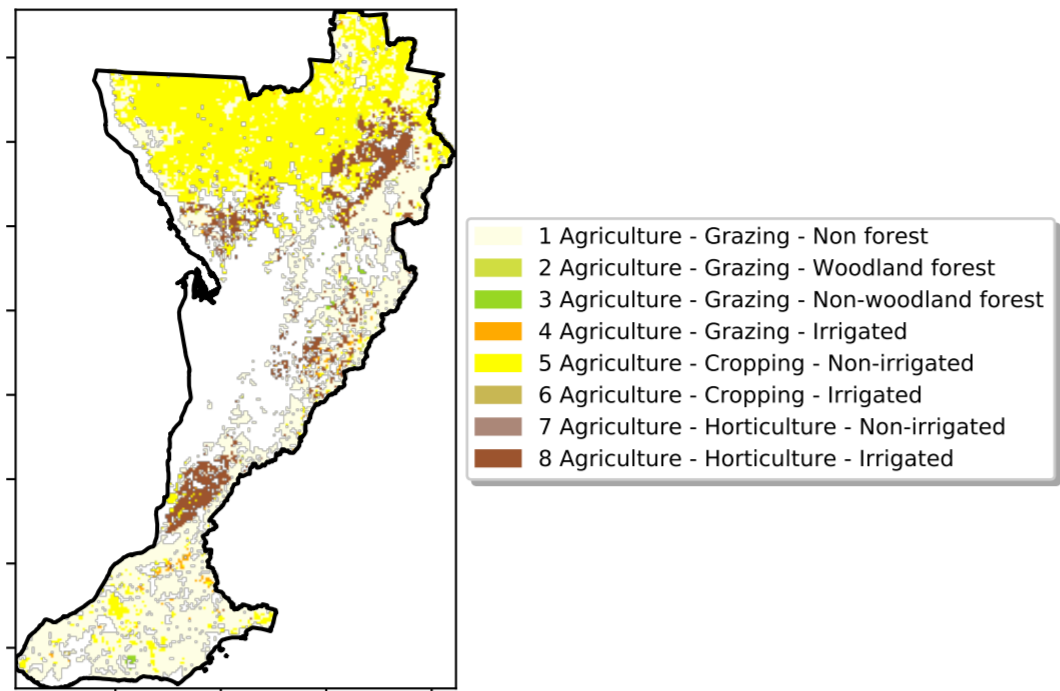 1 Agriculture - Grazing - Non forest
2 Agriculture - Grazing - Woodland forest
3 Agriculture - Grazing - Non-woodland forest
4 Agriculture - Grazing - Irrigated
5 Agriculture - Cropping - Non-irrigated
6 Agriculture - Cropping - Irrigated
7 Agriculture - Horticulture - Non-irrigated
8 Agriculture - Horticulture - Irrigated